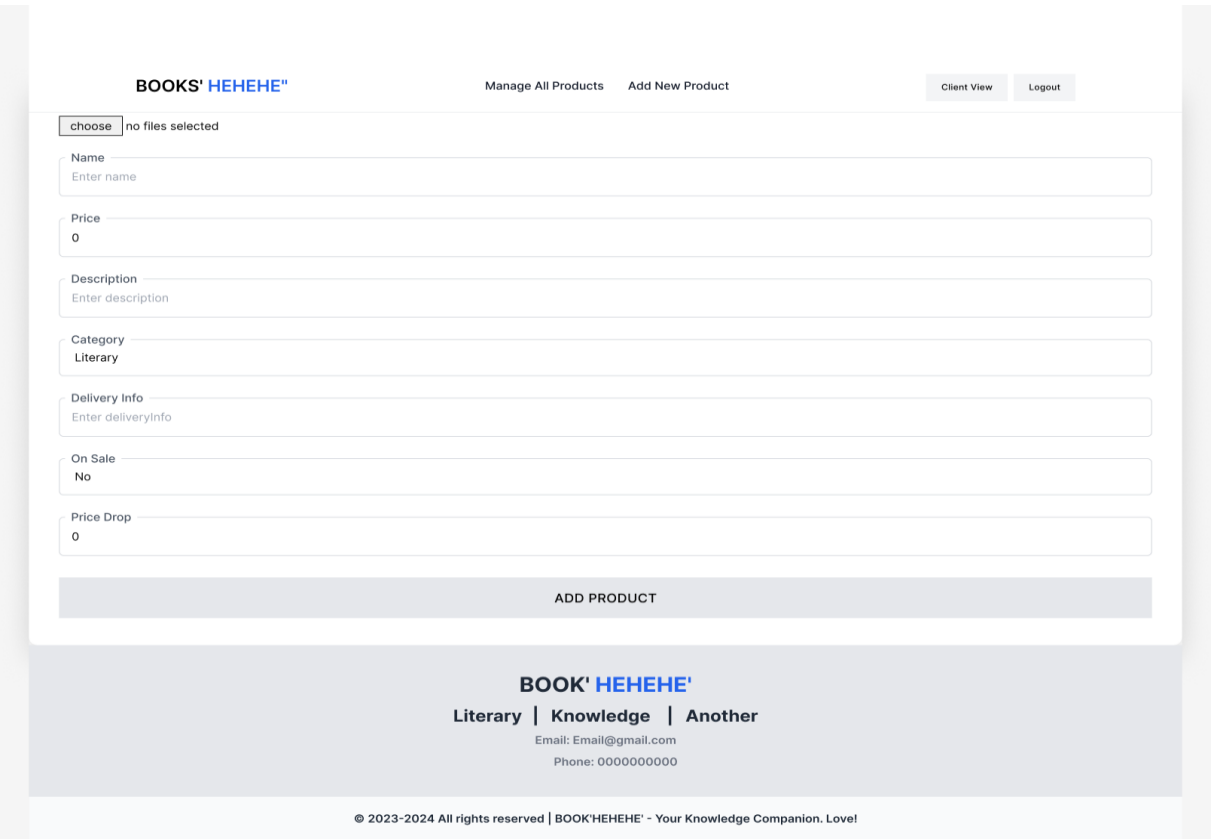 BOOKS' HEHEHE" Manage All Products Add New Product Client View Logout
choose no files selected
Name
Enter name
Price
0
Description
Enter description
Category
Literary
Delivery Info
Enter deliveryInfo
On Sale
No
Price Drop
0
ADD PRODUCT
BOOK' HEHEHE'
Literary | Knowledge | Another
Email: Email@gmail.com
Phone: 0000000000
© 2023-2024 All rights reserved | BOOK'HEHEHE' - Your Knowledge Companion. Love!